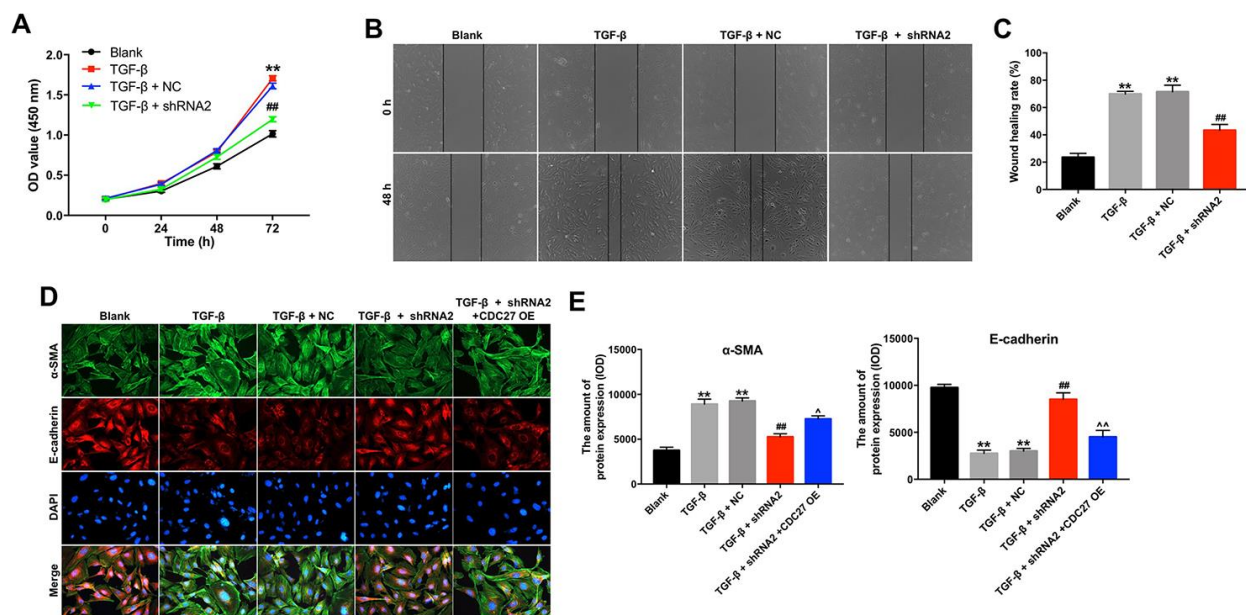 A
Blank
TGF-β
TGF-β + NC
TGF-β + shRNA2
OD value (450 nm)
2.0
1.5
1.0
0.5
0.0
**
##
0
24
48
72
Time (h)
B
Blank
TGF-β
TGF-β + NC
TGF-β + shRNA2
0 h
48 h
C
Wound healing rate (%)
100
80
60
40
20
0
**
**
##
Blank
TGF-β
TGF-β + NC
TGF-β + shRNA2
D
Blank
TGF-β
TGF-β + NC
TGF-β + shRNA2
TGF-β + shRNA2
+CDC27 OE
α-SMA
E-cadherin
DAPI
Merge
E
α-SMA
The amount of
protein expression (IOD)
15000
10000
5000
0
**
**
##
^
Blank
TGF-β
TGF-β + NC
TGF-β + shRNA2
TGF-β + shRNA2 +CDC27 OE
E-cadherin
The amount of
protein expression (IOD)
15000
10000
5000
0
**
**
##
^^
Blank
TGF-β
TGF-β + NC
TGF-β + shRNA2
TGF-β + shRNA2 +CDC27 OE